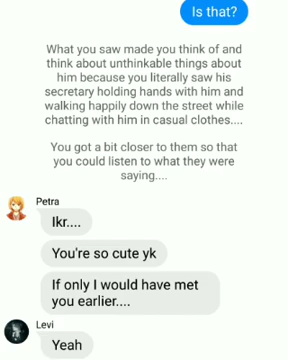 Is that?
What you saw made you think of and
think about unthinkable things about
him because you literally saw his
secretary holding hands with him and
walking happily down the street while
chatting with him in casual clothes....
You got a bit closer to them so that
you could listen to what they were
saying....
Petra
Ikr....
You're so cute yk
If only I would have met
you earlier....
Levi
Yeah